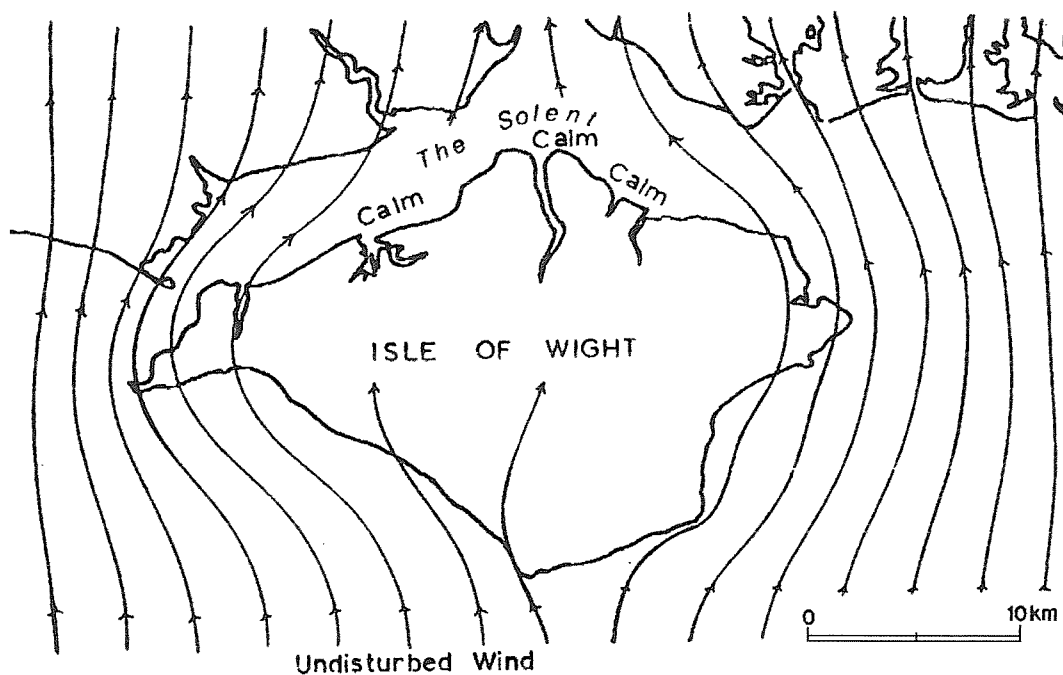 The Solent
Calm
Calm
Calm
ISLE OF WIGHT
0 10km
Undisturbed Wind